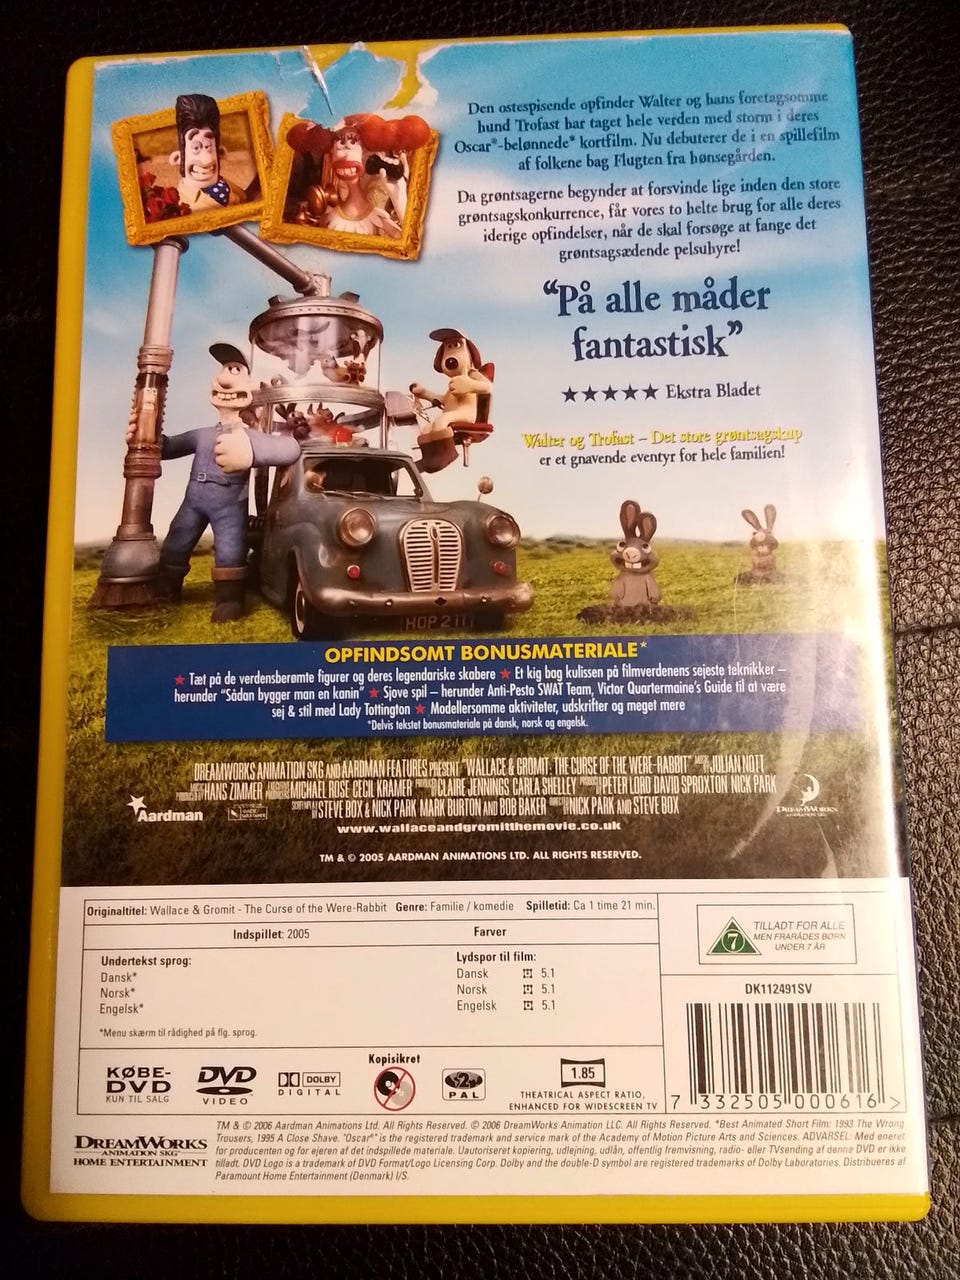 Den ostespisende opfinder Walter og hans foretagsomme
hund Trofast har taget hele verden med storm i deres
Oscar®-belønnede* kortfilm. Nu debuterer de i en spillefilm
af folkene bag Flugten fra hønsegården.
Da grøntsagerne begynder at forsvinde lige inden den store
grøntsagskonkurrence, får vores to helte brug for alle deres
iderige opfindelser, når de skal forsøge at fange det
grøntsagsædende pelsuhyre!
“På alle måder
fantastisk”
★★★★★ Ekstra Bladet
Walter og Trofast – Det store grøntsagskup
er et gnavende eventyr for hele familien!
HOP 2 IT
OPFINDSOMT BONUSMATERIALE*
★ Tæt på de verdensberømte figurer og deres legendariske skabere ★ Et kig bag kulissen på filmverdenens sejeste teknikker –
herunder "Sådan bygger man en kanin" ★ Sjove spil – herunder Anti-Pesto SWAT Team, Victor Quartermaine's Guide til at være
sej & stil med Lady Tottington ★ Modellersomme aktiviteter, udskrifter og meget mere
*Delvis tekstet bonusmateriale på dansk, norsk og engelsk.
DREAMWORKS ANIMATION SKG AND AARDMAN FEATURES PRESENT "WALLACE & GROMIT: THE CURSE OF THE WERE-RABBIT" JULIAN NOTT
HANS ZIMMER MICHAEL ROSE CECIL KRAMER CLAIRE JENNINGS CARLA SHELLEY PETER LORD DAVID SPROXTON NICK PARK
STEVE BOX & NICK PARK MARK BURTON AND BOB BAKER NICK PARK AND STEVE BOX
Aardman
DREAMWORKS
ANIMATION SKG
www.wallaceandgromitthemovie.co.uk
TM & © 2005 AARDMAN ANIMATIONS LTD. ALL RIGHTS RESERVED.
Originaltitel: Wallace & Gromit - The Curse of the Were-Rabbit Genre: Familie / komedie Spilletid: Ca 1 time 21 min.
Indspillet: 2005 Farver
Undertekst sprog:
Dansk*
Norsk*
Engelsk*
*Menu skærm til rådighed på flg. sprog.
Lydspor til film:
Dansk 5.1
Norsk 5.1
Engelsk 5.1
7
TILLADT FOR ALLE
MEN FRARÅDES BØRN
UNDER 7 ÅR
DK112491SV
7 332505 000616 >
KØBE-
DVD
KUN TIL SALG
DVD
VIDEO
DOLBY
DIGITAL
Kopisikret
2
PAL
1.85
THEATRICAL ASPECT RATIO,
ENHANCED FOR WIDESCREEN TV
DREAMWORKS
ANIMATION SKG
HOME ENTERTAINMENT
TM & © 2006 Aardman Animations Ltd. All Rights Reserved. © 2006 DreamWorks Animation LLC. All Rights Reserved. *Best Animated Short Film: 1993 The Wrong
Trousers, 1995 A Close Shave. "Oscar®" is the registered trademark and service mark of the Academy of Motion Picture Arts and Sciences. ADVARSEL: Med eneret
for producenten og for ejeren af det indspillede materiale. Uautoriseret kopiering, udlejning, udlån, offentlig fremvisning, radio- eller TVsending af denne DVD er ikke
tilladt. DVD Logo is a trademark of DVD Format/Logo Licensing Corp. Dolby and the double-D symbol are registered trademarks of Dolby Laboratories. Distribueres af
Paramount Home Entertainment (Denmark) I/S.